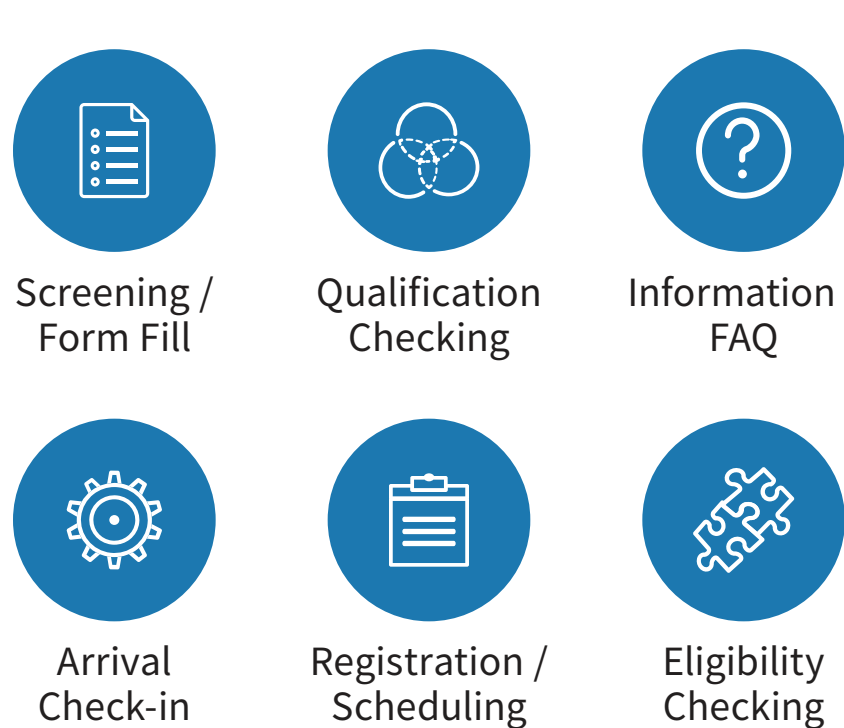 Screening /
Form Fill
Qualification
Checking
Information
FAQ
Arrival
Check-in
Registration /
Scheduling
Eligibility
Checking